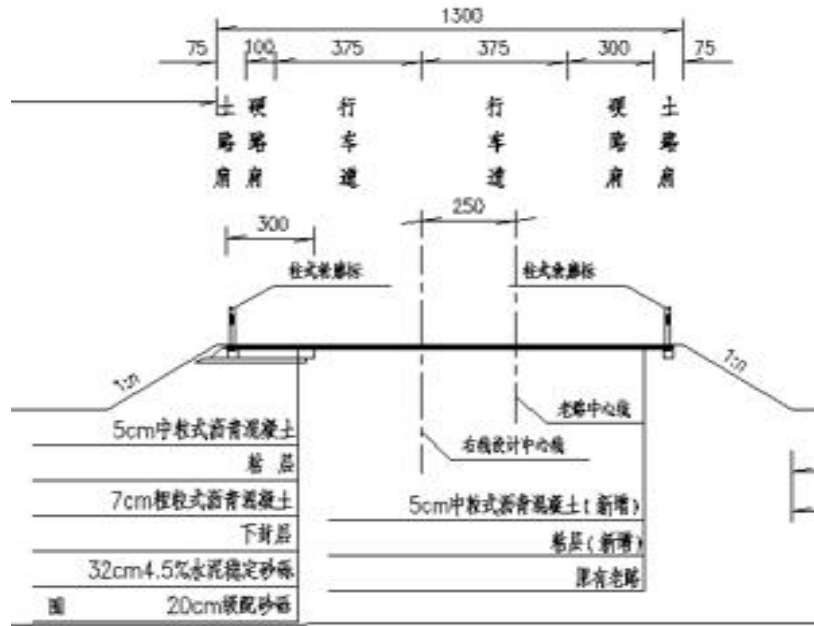 1300
75 100 375 375 300 75
土路肩 硬路肩 行车道 行车道 硬路肩 土路肩
250
300
柱式轮廓标 柱式轮廓标
1:n 1:n
老路中心线
右线设计中心线
5cm中粒式沥青混凝土
粘 层
7cm粗粒式沥青混凝土
下封层
32cm4.5%水泥稳定砂砾
20cm级配砂砾
5cm中粒式沥青混凝土(新增)
粘层(新增)
原有老路